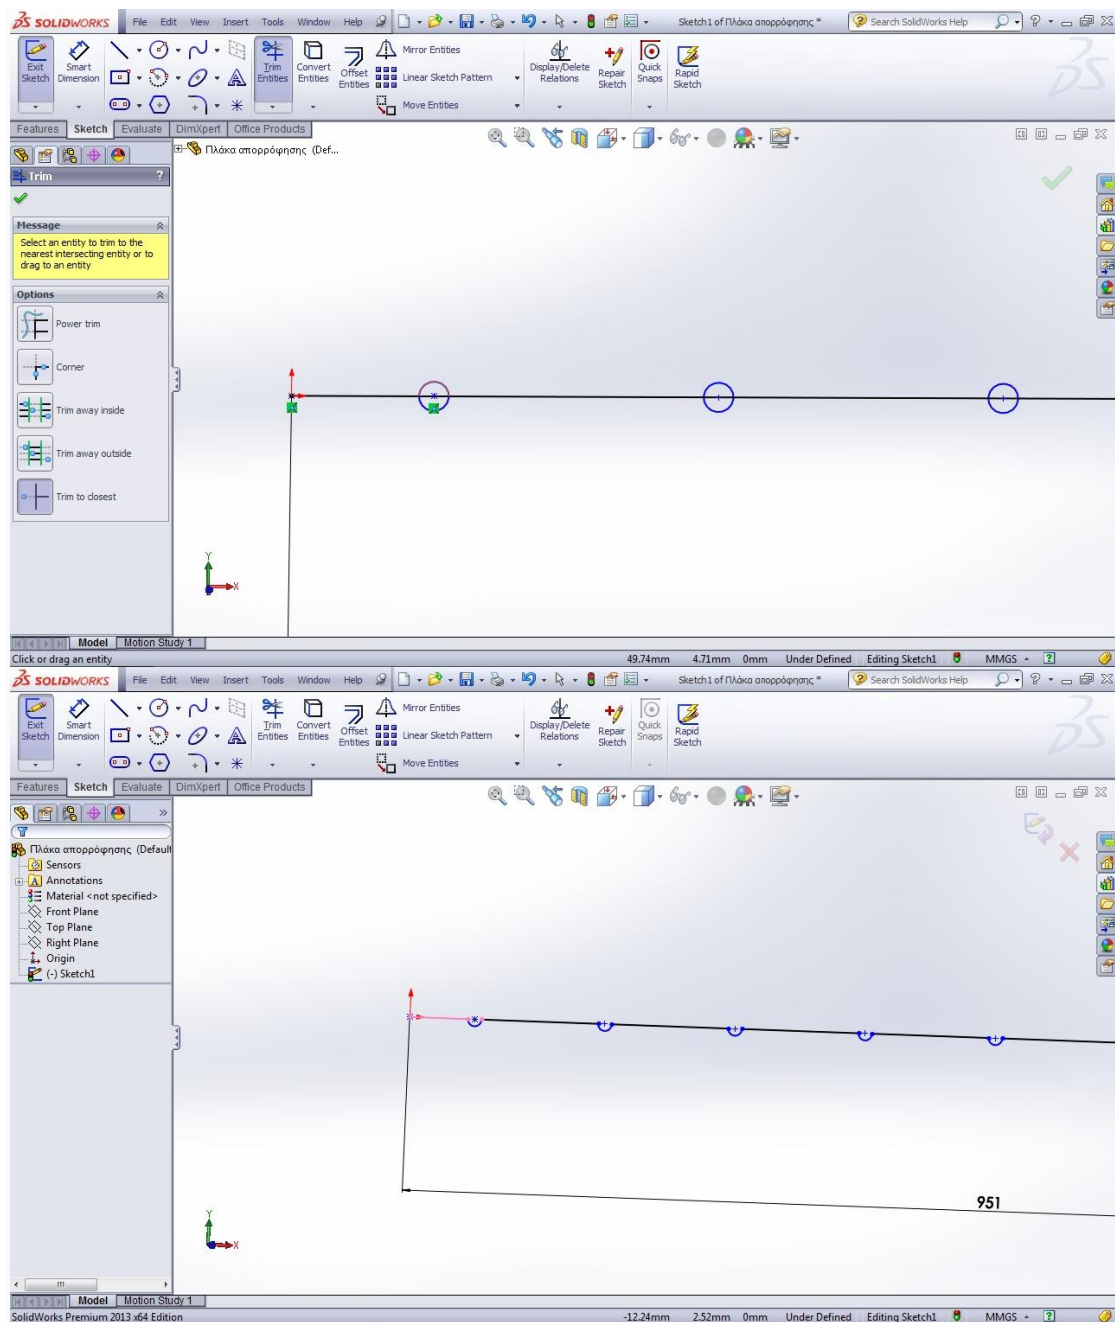 SOLIDWORKS File Edit View Insert Tools Window Help Sketch1 of Πλάκα απορρόφησης * Search SolidWorks Help
Exit Sketch Smart Dimension Trim Entities Convert Entities Offset Entities Mirror Entities Linear Sketch Pattern Move Entities Display/Delete Relations Repair Sketch Quick Snaps Rapid Sketch
Features Sketch Evaluate DimXpert Office Products
Πλάκα απορρόφησης (Def...
Trim ?
Message
Select an entity to trim to the
nearest intersecting entity or to
drag to an entity
Options
Power trim
Corner
Trim away inside
Trim away outside
Trim to closest
Y
X
Model Motion Study 1
Click or drag an entity 49.74mm 4.71mm 0mm Under Defined Editing Sketch1 MMGS
SOLIDWORKS File Edit View Insert Tools Window Help Sketch1 of Πλάκα απορρόφησης * Search SolidWorks Help
Exit Sketch Smart Dimension Trim Entities Convert Entities Offset Entities Mirror Entities Linear Sketch Pattern Move Entities Display/Delete Relations Repair Sketch Quick Snaps Rapid Sketch
Features Sketch Evaluate DimXpert Office Products
Πλάκα απορρόφησης (Default
Sensors
Annotations
Material <not specified>
Front Plane
Top Plane
Right Plane
Origin
(-) Sketch1
951
Y
X
Model Motion Study 1
SolidWorks Premium 2013 x64 Edition -12.24mm 2.52mm 0mm Under Defined Editing Sketch1 MMGS